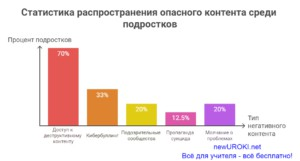 Статистика распространения опасного контента среди
подростков
Процент подростков
70%
33%
20%
12,5%
20%
Доступ к
деструктивному
контенту
Кибербуллинг
Подозрительные
сообщества
Пропаганда
суицида
Молчание о
проблемах
Тип
негативного
контента
newUROKI.net
Всё для учителя - всё бесплатно!